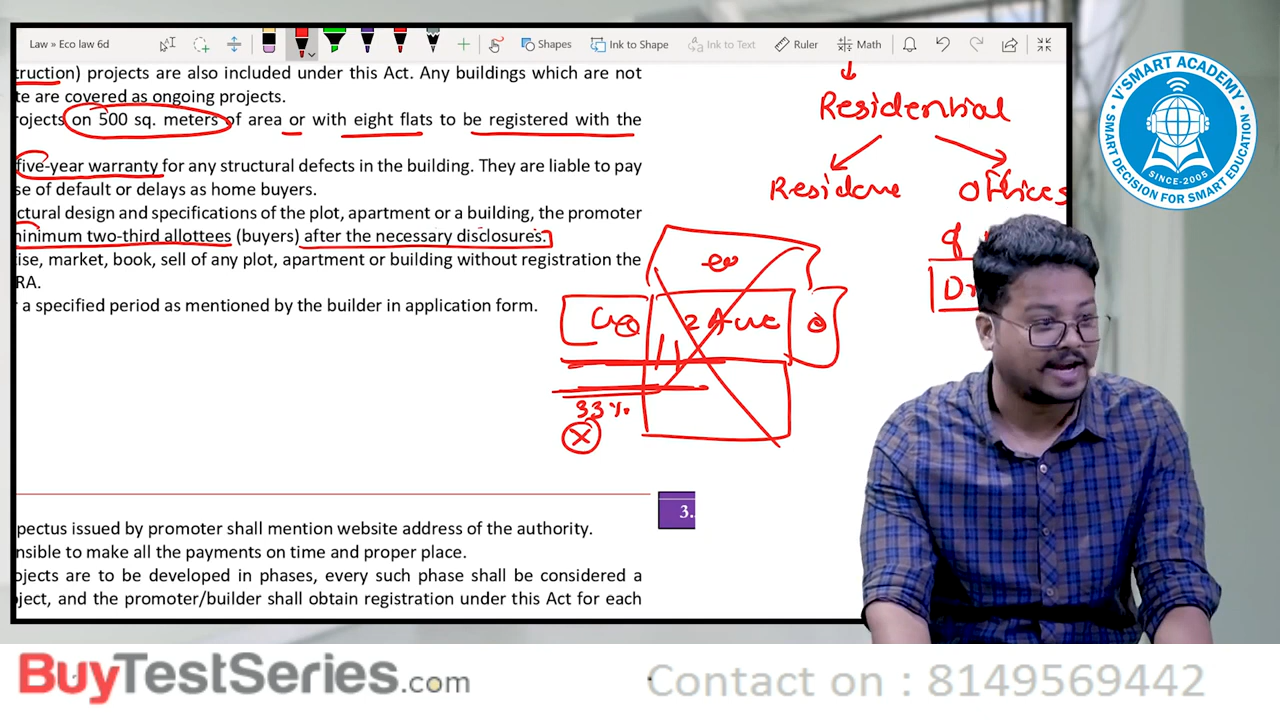 Law » Eco law 6d
Shapes
Ink to Shape
Ink to Text
Ruler
Math
truction) projects are also included under this Act. Any buildings which are not
te are covered as ongoing projects.
rojects on 500 sq. meters of area or with eight flats to be registered with the
five-year warranty for any structural defects in the building. They are liable to pay
se of default or delays as home buyers.
ctural design and specifications of the plot, apartment or a building, the promoter
minimum two-third allottees (buyers) after the necessary disclosures.
ise, market, book, sell of any plot, apartment or building without registration the
RA.
r a specified period as mentioned by the builder in application form.
Residential
Offices
33%
3.
pectus issued by promoter shall mention website address of the authority.
nsible to make all the payments on time and proper place.
ojects are to be developed in phases, every such phase shall be considered a
oject, and the promoter/builder shall obtain registration under this Act for each
V'SMART ACADEMY
SINCE-2005
SMART DECISION FOR SMART EDUCATION
BuyTestSeries.com
Contact on : 8149569442